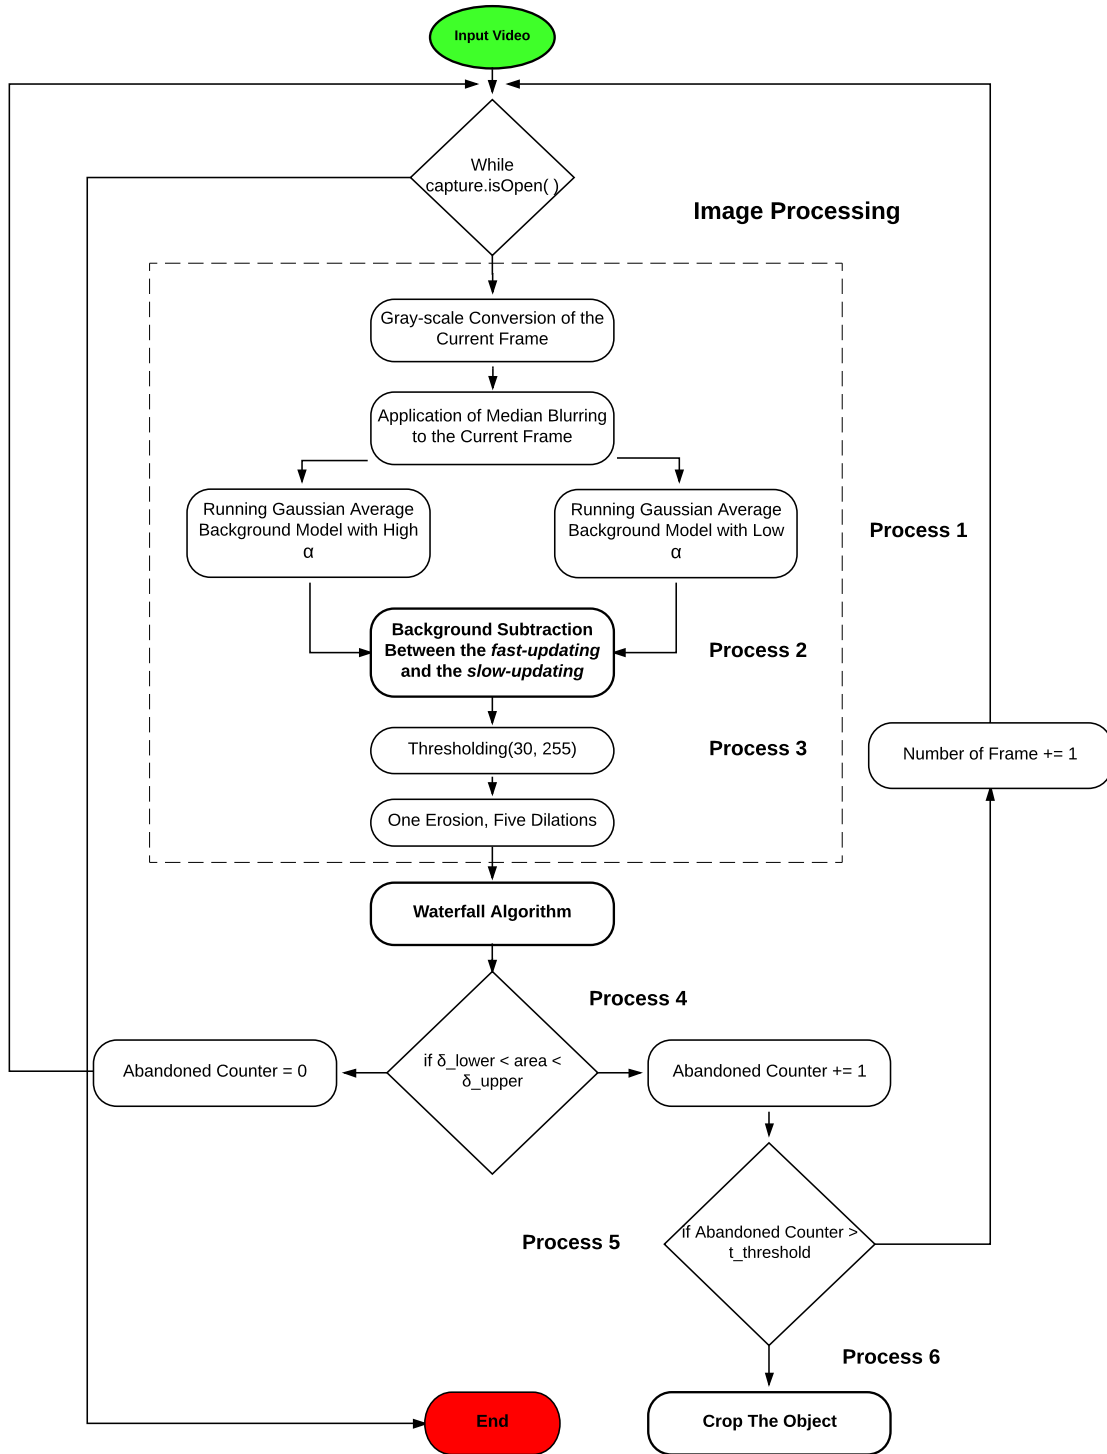 Input Video
While
capture.isOpen( )
Image Processing
Gray-scale Conversion of the
Current Frame
Application of Median Blurring
to the Current Frame
Running Gaussian Average
Background Model with High
α
Running Gaussian Average
Background Model with Low
α
Process 1
Background Subtraction
Between the fast-updating
and the slow-updating
Process 2
Thresholding(30, 255)
Process 3
Number of Frame += 1
One Erosion, Five Dilations
Waterfall Algorithm
Process 4
if δ_lower < area <
δ_upper
Abandoned Counter = 0
Abandoned Counter += 1
Process 5
if Abandoned Counter >
t_threshold
Process 6
End
Crop The Object